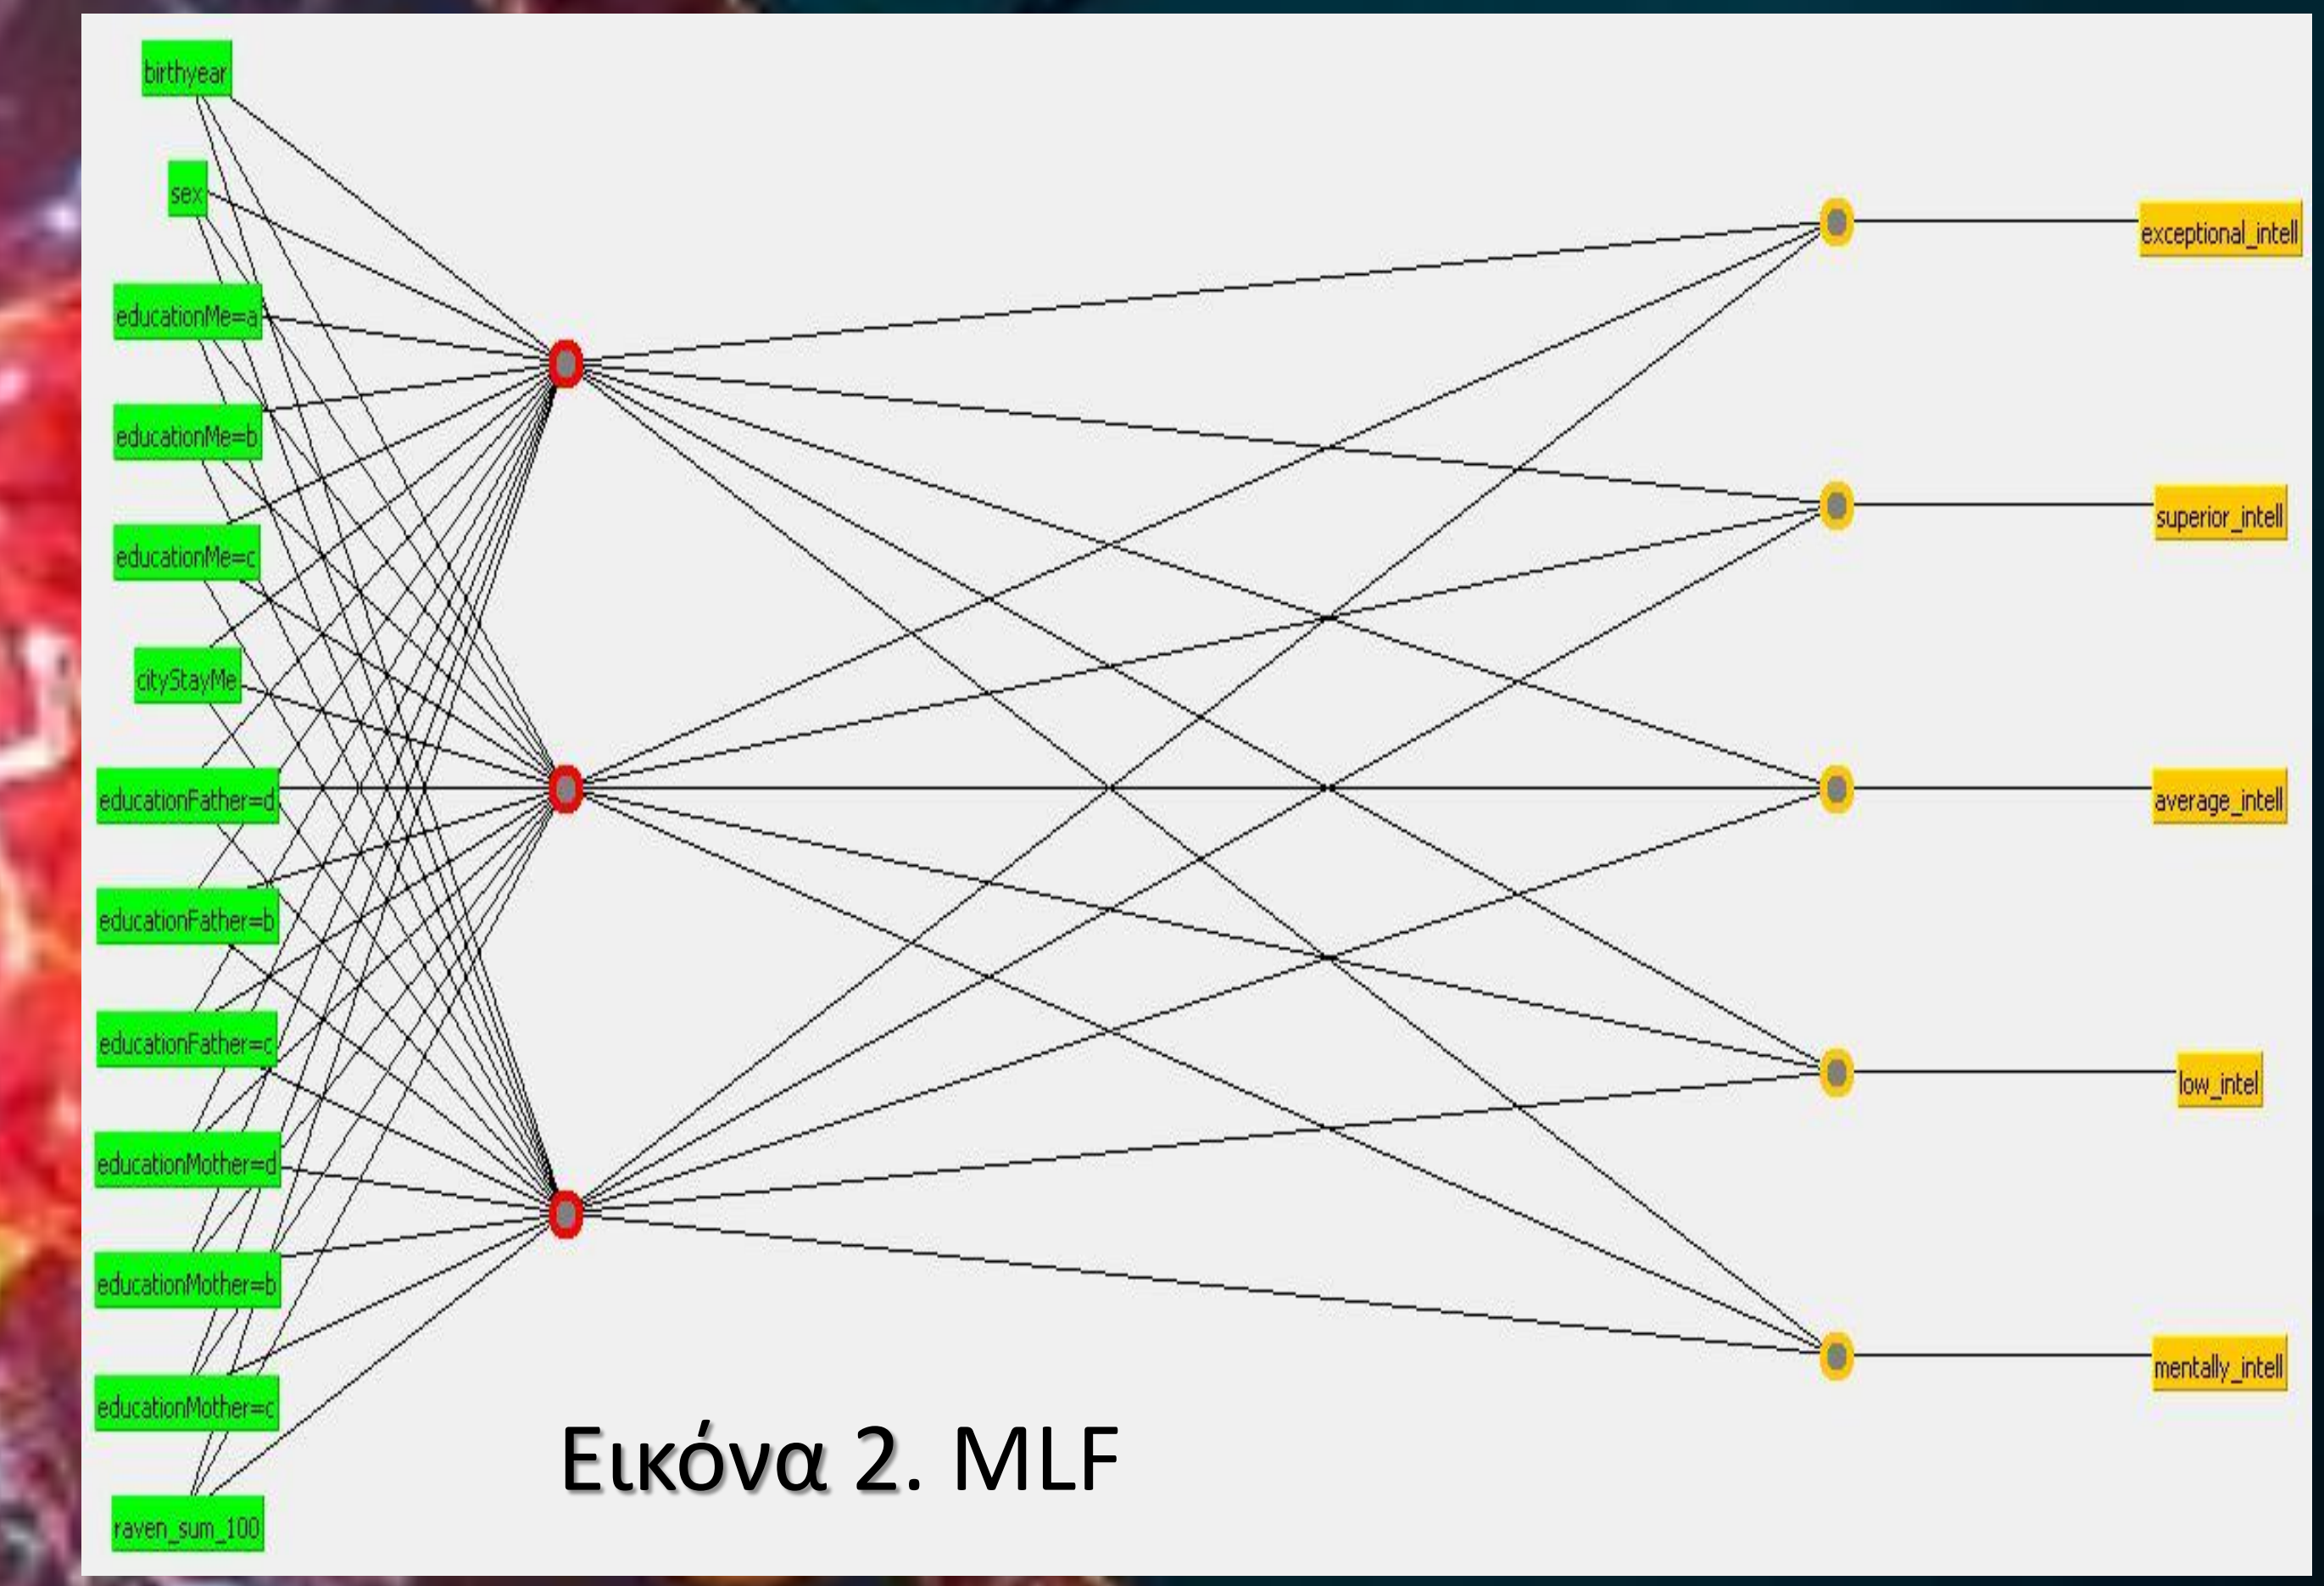 birthyear
sex
educationMe=a
educationMe=b
educationMe=c
cityStayMe
educationFather=d
educationFather=b
educationFather=c
educationMother=d
educationMother=b
educationMother=c
raven_sum_100
exceptional_intell
superior_intell
average_intell
low_intel
mentally_intell
Εικόνα 2. MLF